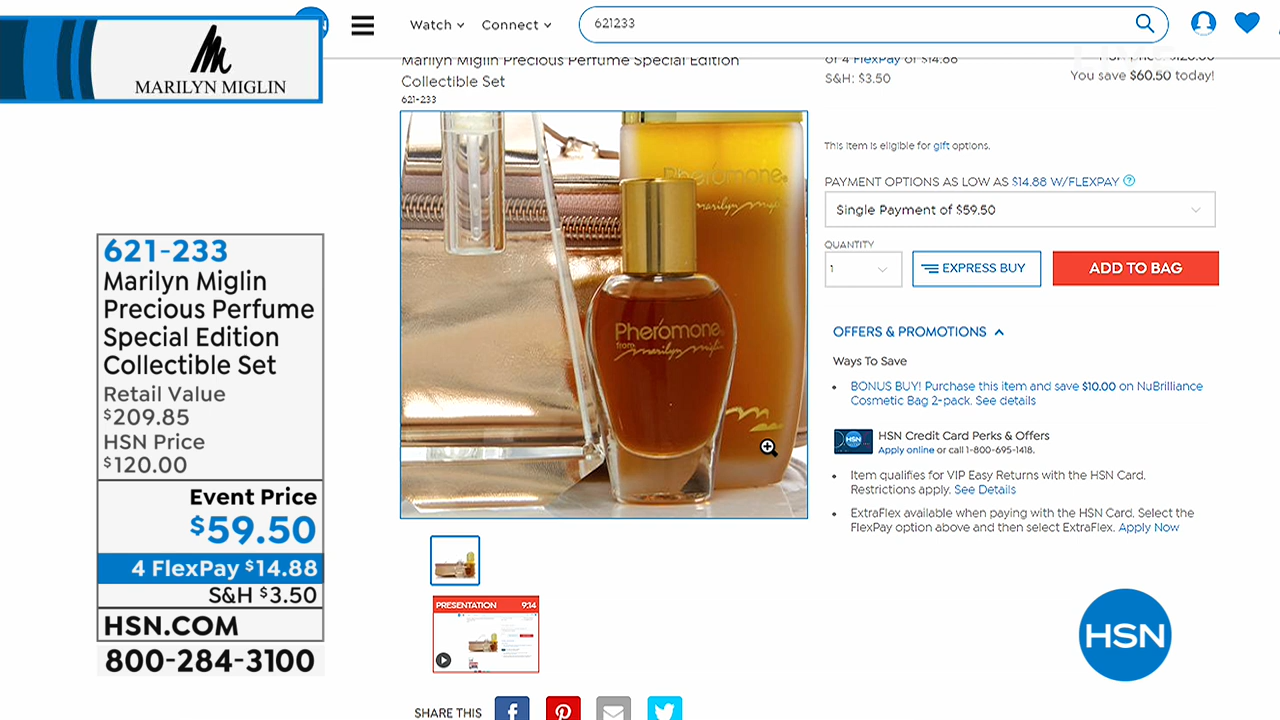 HSN
Watch
Connect
621233
MARILYN MIGLIN
LIVE
Marilyn Miglin Precious Perfume Special Edition
Collectible Set
621-233
or 4 FlexPay of $14.88
S&H: $3.50
HSN Price: $120.00
You save $60.50 today!
This item is eligible for gift options.
PAYMENT OPTIONS AS LOW AS $14.88 W/FLEXPAY ?
Single Payment of $59.50
QUANTITY
1
EXPRESS BUY
ADD TO BAG
OFFERS & PROMOTIONS
Ways To Save
• BONUS BUY! Purchase this item and save $10.00 on NuBrilliance
Cosmetic Bag 2-pack. See details
HSN
HSN Credit Card Perks & Offers
Apply online or call 1-800-695-1418.
• Item qualifies for VIP Easy Returns with the HSN Card.
Restrictions apply. See Details
• ExtraFlex available when paying with the HSN Card. Select the
FlexPay option above and then select ExtraFlex. Apply Now
Pheromone
marilyn miglin
Pheromone
from
marilyn miglin
621-233
Marilyn Miglin
Precious Perfume
Special Edition
Collectible Set
Retail Value
$209.85
HSN Price
$120.00
Event Price
$59.50
4 FlexPay $14.88
S&H $3.50
HSN.COM
800-284-3100
PRESENTATION 9:14
SHARE THIS
HSN